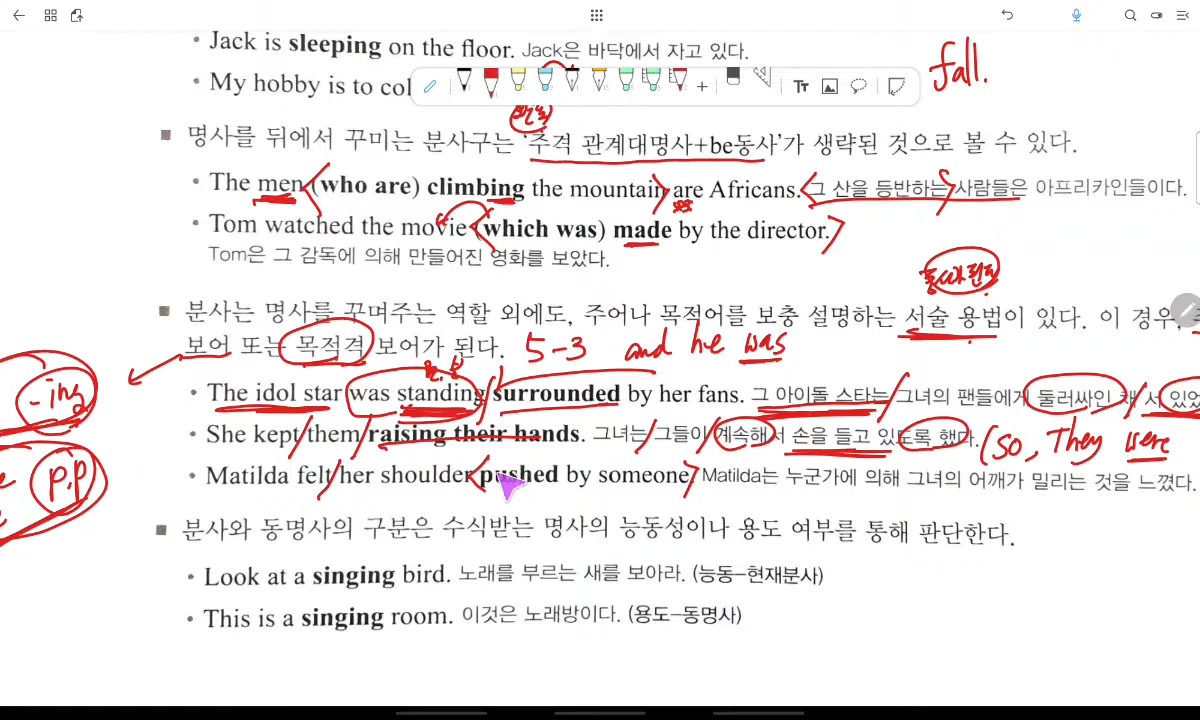 • Jack is sleeping on the floor. Jack은 바닥에서 자고 있다.
fall.
• My hobby is to col
■ 명사를 뒤에서 꾸미는 분사구는 '주격 관계대명사+be동사'가 생략된 것으로 볼 수 있다.
• The men (who are) climbing the mountain are Africans. 그 산을 등반하는 사람들은 아프리카인들이다.
• Tom watched the movie (which was) made by the director.
Tom은 그 감독에 의해 만들어진 영화를 보았다.
■ 분사는 명사를 꾸며주는 역할 외에도, 주어나 목적어를 보충 설명하는 서술 용법이 있다. 이 경우,
보어 또는 목적격 보어가 된다. 5-3 and he was
-ing
• The idol star was standing surrounded by her fans. 그 아이돌 스타는 그녀의 팬들에게 둘러싸인 채 서 있었
• She kept them raising their hands. 그녀는 그들이 계속해서 손을 들고 있도록 했다. (so, They were
p.p
• Matilda felt her shoulder pushed by someone. Matilda는 누군가에 의해 그녀의 어깨가 밀리는 것을 느꼈다.
■ 분사와 동명사의 구분은 수식받는 명사의 능동성이나 용도 여부를 통해 판단한다.
• Look at a singing bird. 노래를 부르는 새를 보아라. (능동-현재분사)
• This is a singing room. 이것은 노래방이다. (용도-동명사)